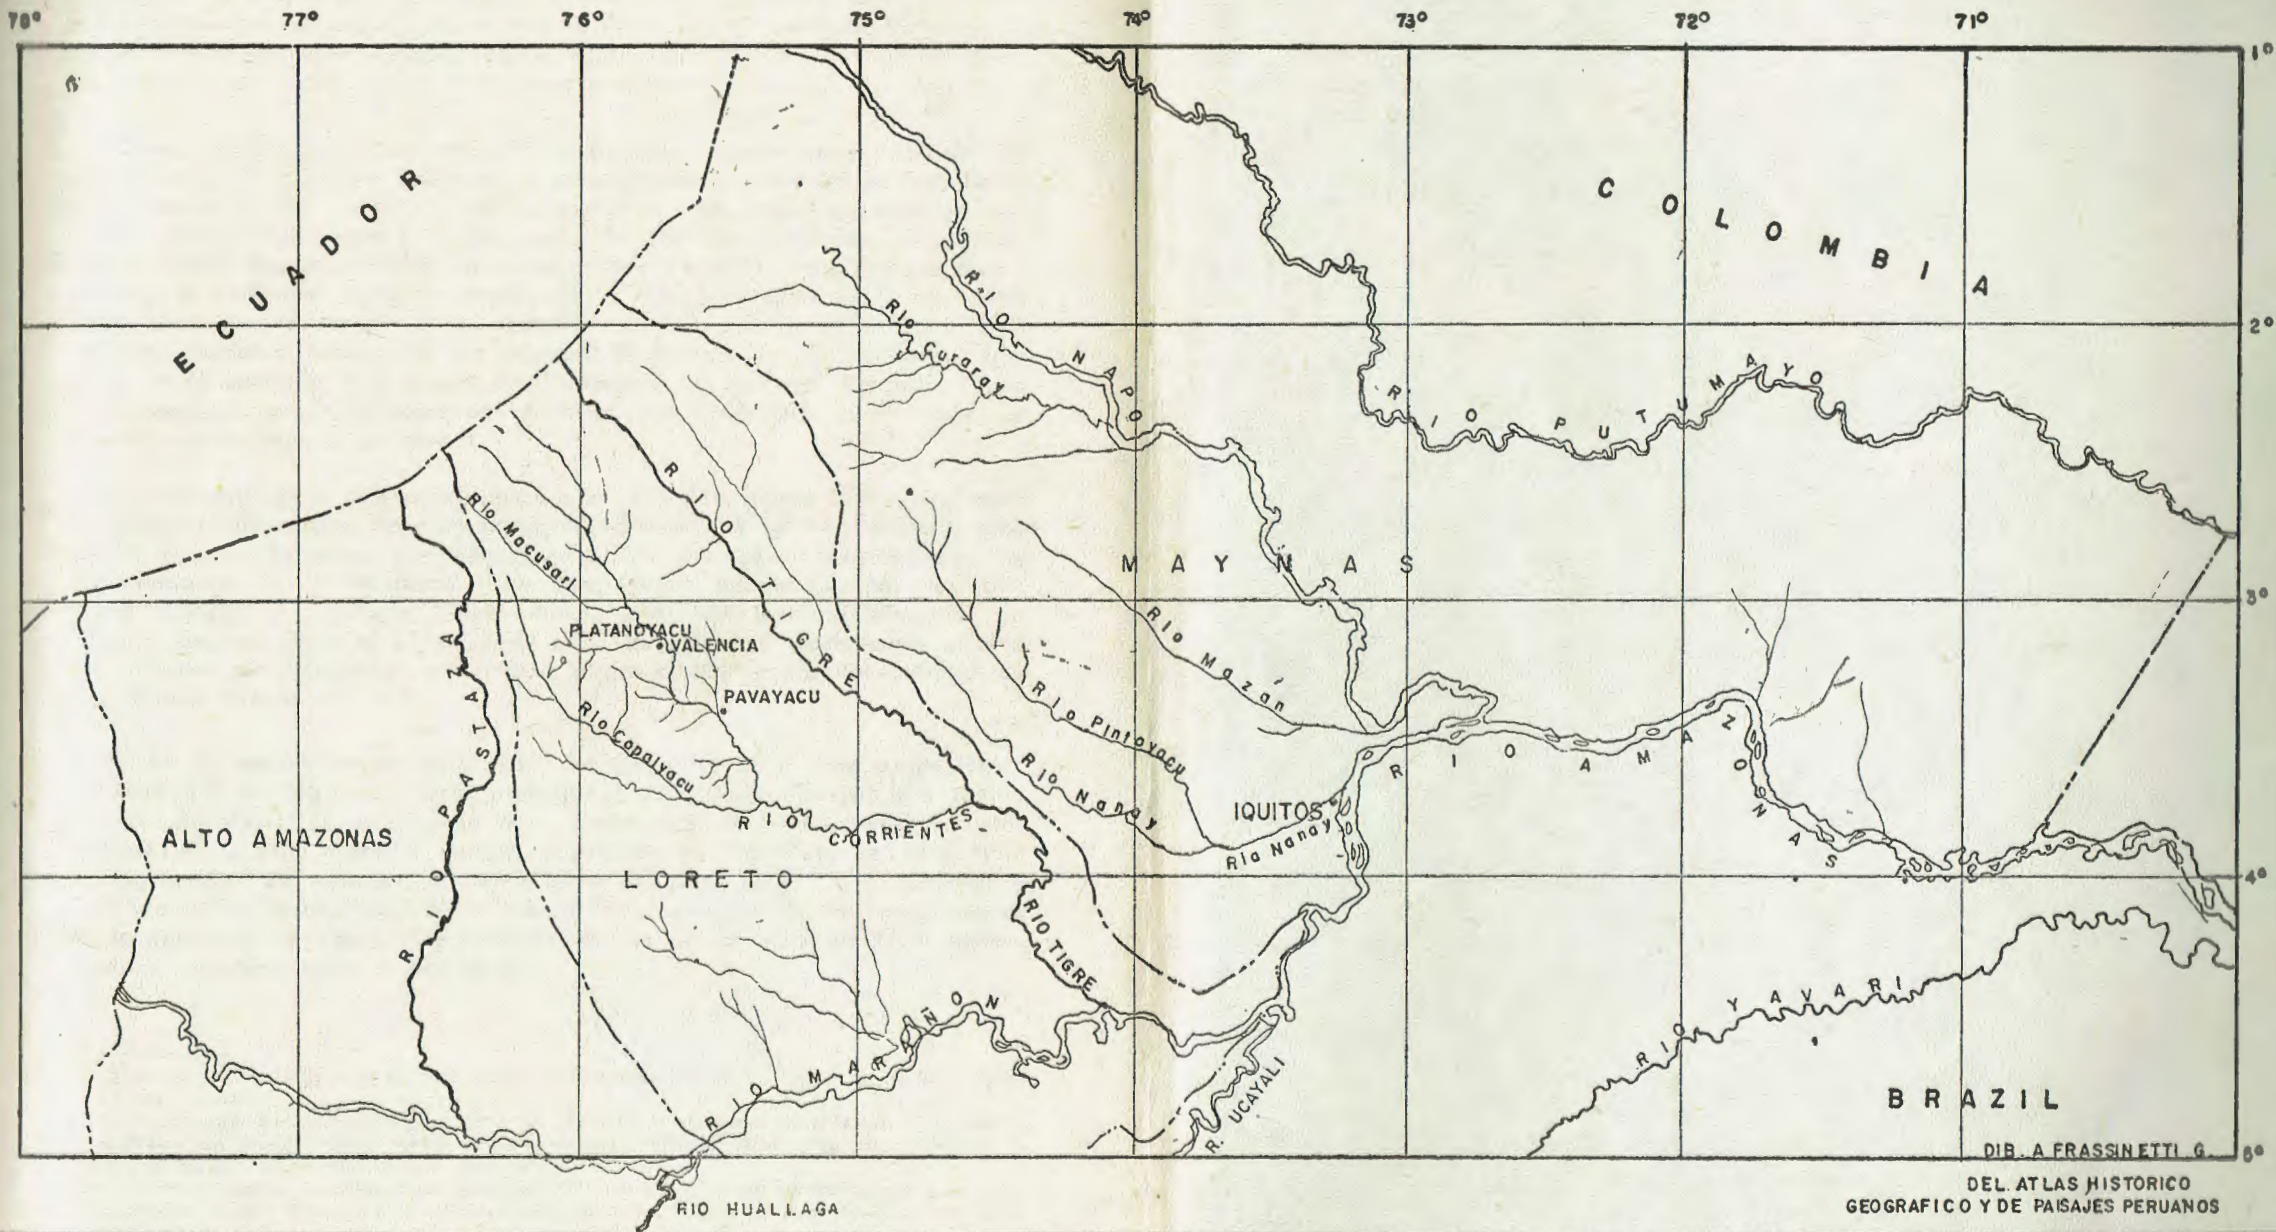 78° 77° 76° 75° 74° 73° 72° 71°
1°
COLOMBIA
ECUADOR
RIO NAPO
Rio Curaray
2°
RIO PUTUMAYO
RIO TIGRE
Rio Macusari
MAYNAS
3°
PLATANOYACU
VALENCIA
PAVAYACU
Rio Mazán
Rio Pintoyacu
RIO PASTAZA
Rio Copalyacu
Rio Nanay
RIO AMAZONAS
IQUITOS
Rio Nanay
RIO CORRIENTES
ALTO AMAZONAS
LORETO
4°
RIO TIGRE
RIO YAVARI
RIO MARAÑON
R. UCAYALI
BRAZIL
DIB. A FRASSINETTI G.
5°
DEL. ATLAS HISTORICO
GEOGRAFICO Y DE PAISAJES PERUANOS
RIO HUALLAGA